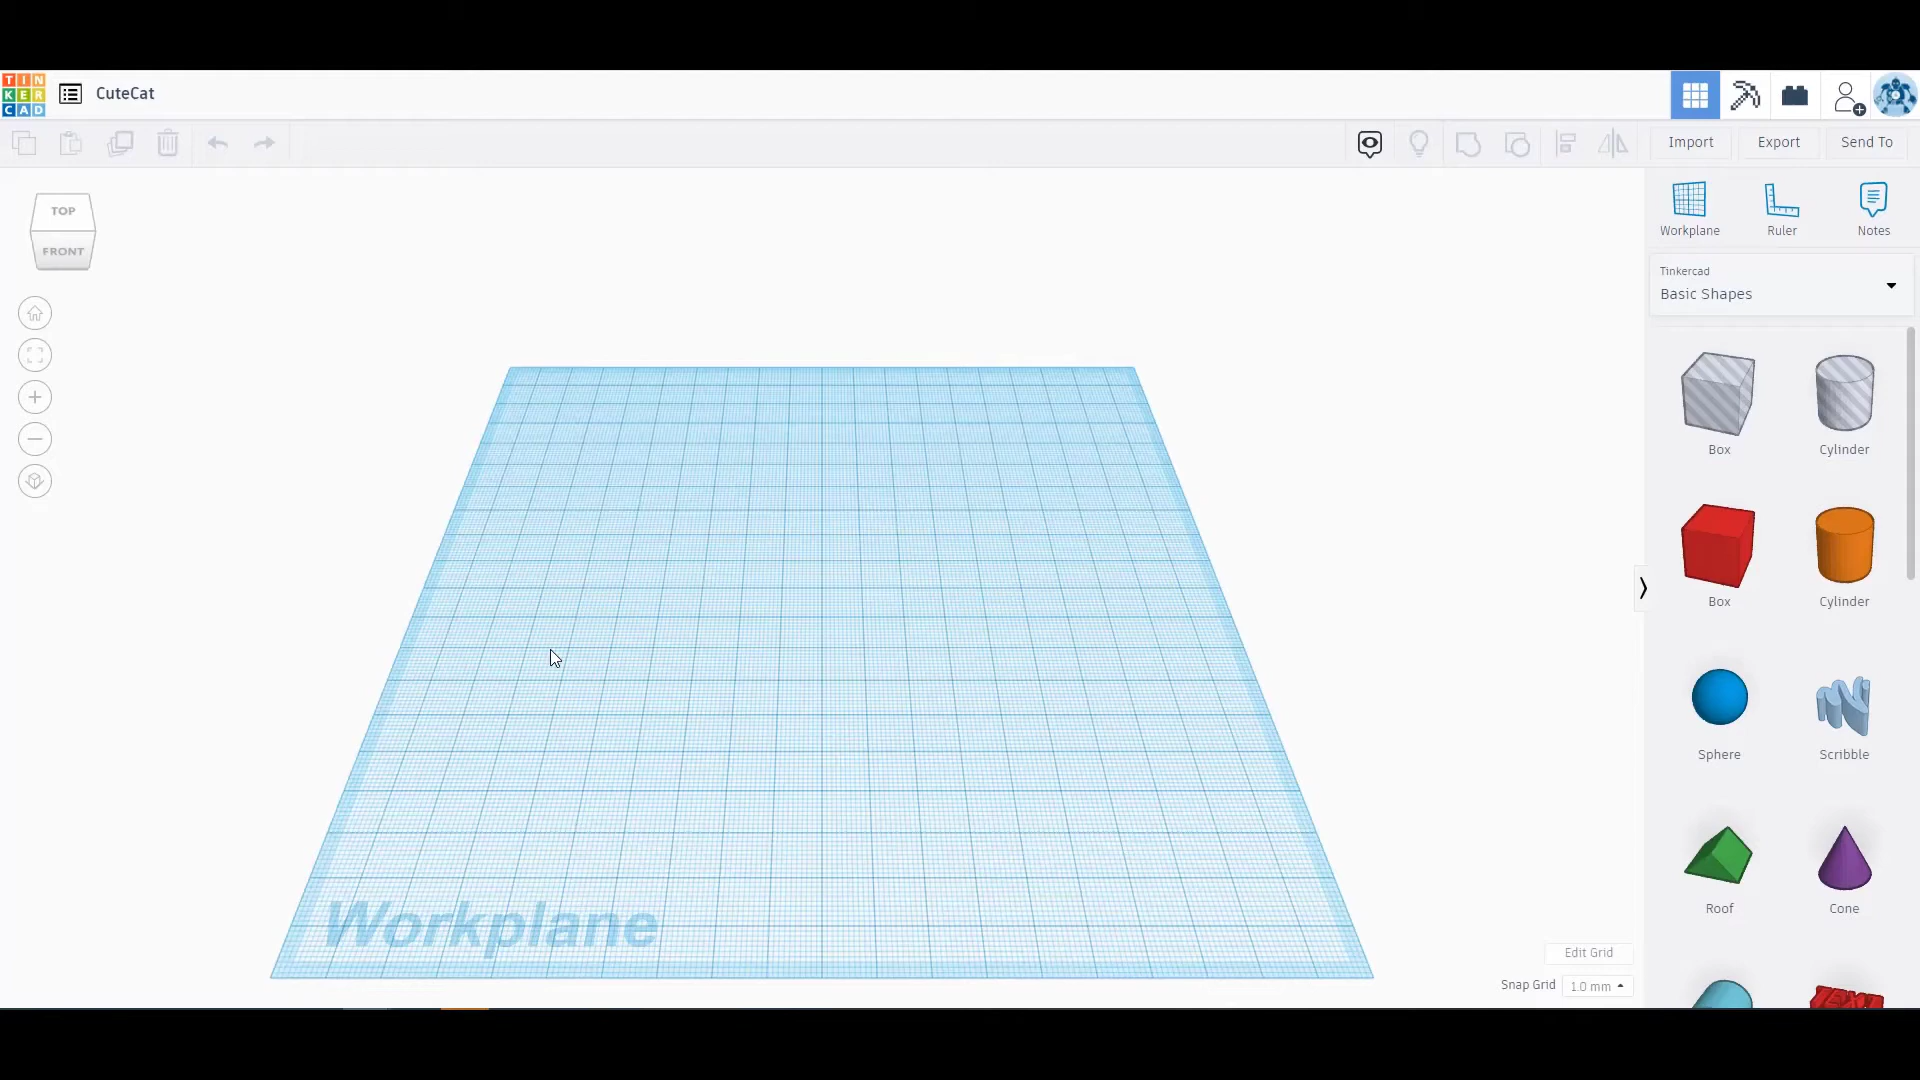 TIN
KER
CAD
CuteCat
Import
Export
Send To
TOP
FRONT
Workplane
Ruler
Notes
Tinkercad
Basic Shapes
Box
Cylinder
Box
Cylinder
Sphere
Scribble
Roof
Cone
Workplane
Edit Grid
Snap Grid
1.0 mm
TEXT